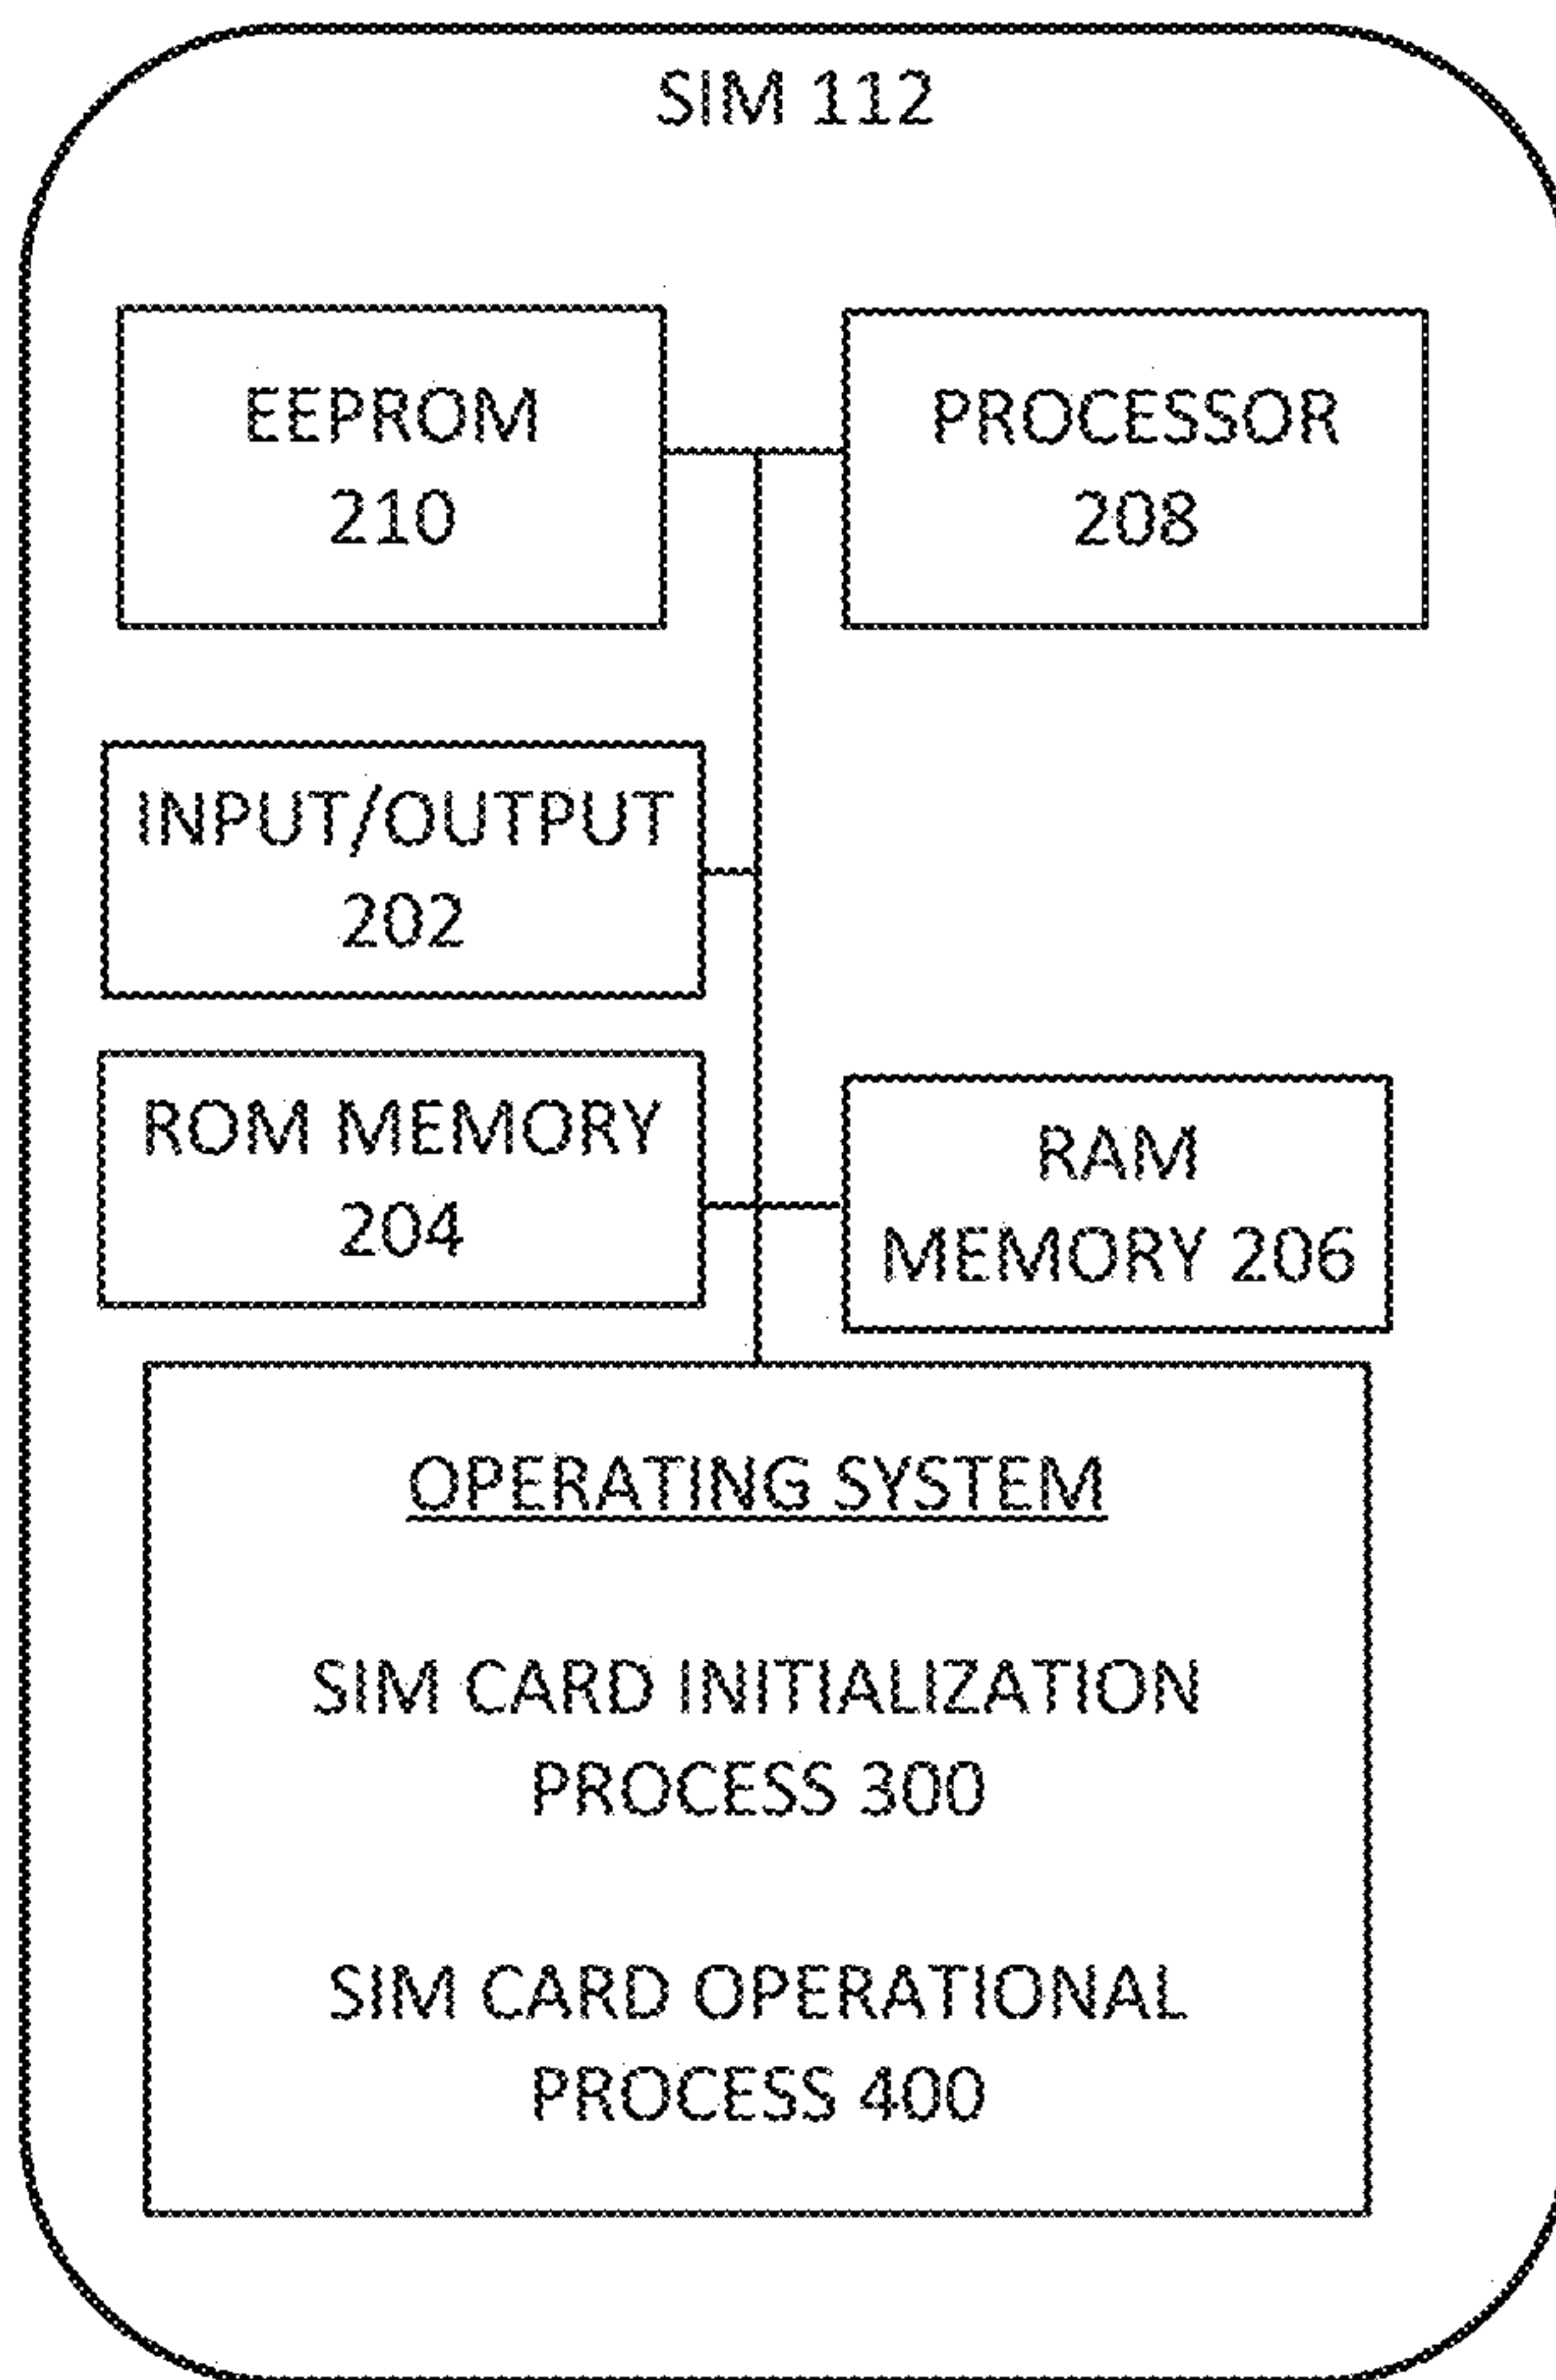 SIM 112
EEPROM
210
PROCESSOR
208
INPUT/OUTPUT
202
ROM MEMORY
204
RAM
MEMORY 206
OPERATING SYSTEM
SIM CARD INITIALIZATION
PROCESS 300
SIM CARD OPERATIONAL
PROCESS 400